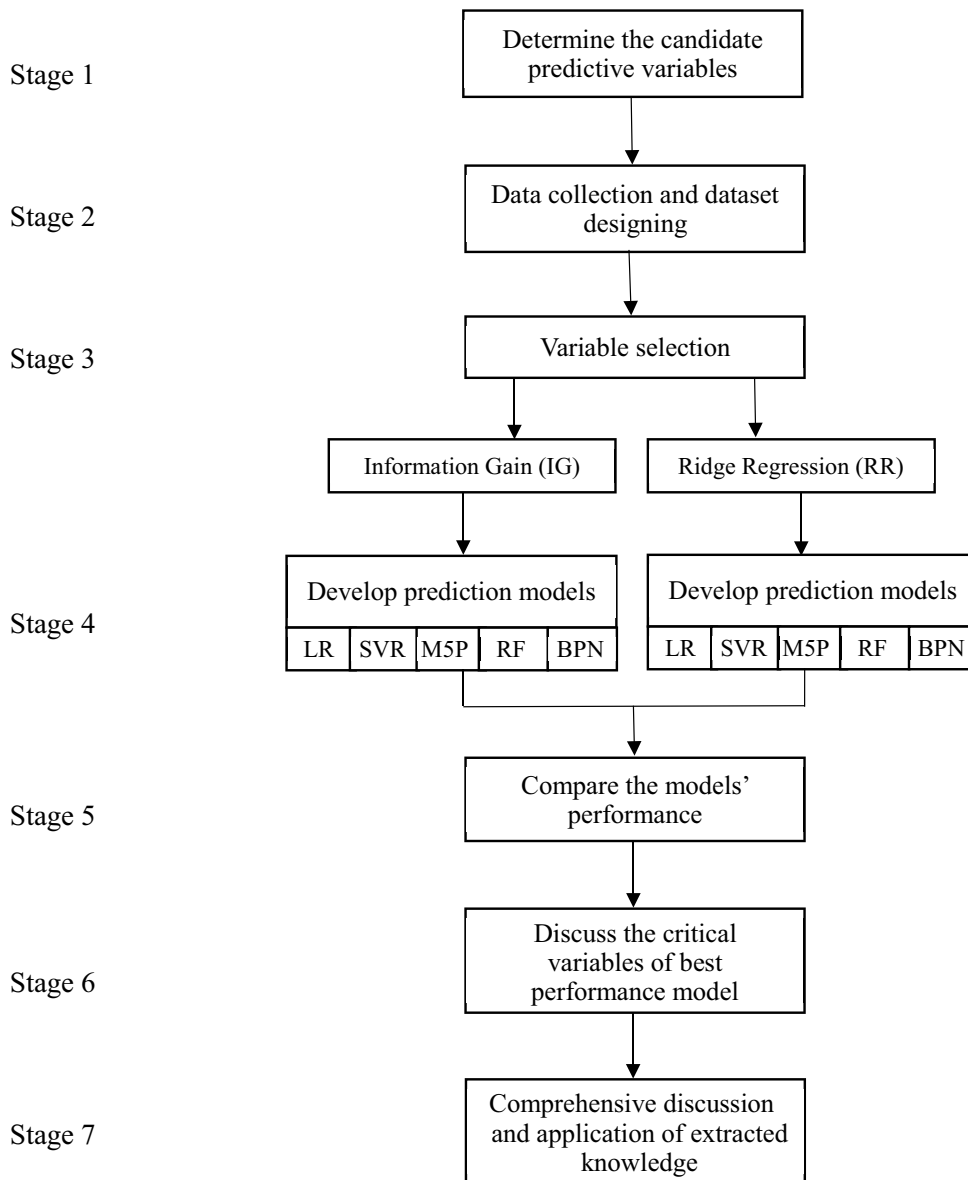 Stage 1
Determine the candidate
predictive variables
Stage 2
Data collection and dataset
designing
Stage 3
Variable selection
Information Gain (IG)
Ridge Regression (RR)
Stage 4
Develop prediction models
LR SVR M5P RF BPN
Develop prediction models
LR SVR M5P RF BPN
Stage 5
Compare the models’
performance
Stage 6
Discuss the critical
variables of best
performance model
Stage 7
Comprehensive discussion
and application of extracted
knowledge